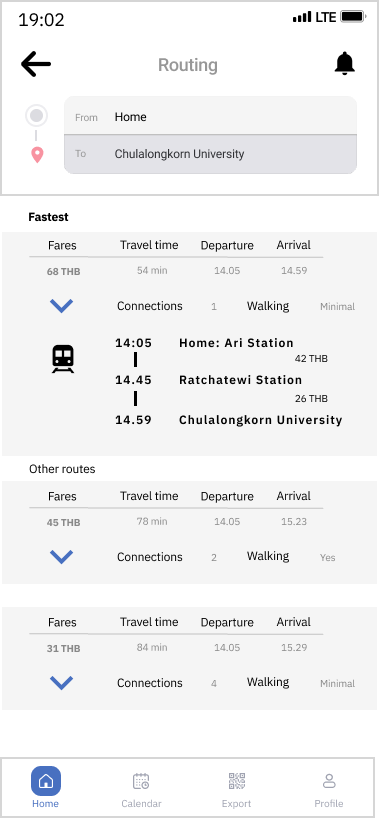 19:02 LTE
Routing
From Home
To Chulalongkorn University
Fastest
Fares Travel time Departure Arrival
68 THB 54 min 14.05 14.59
Connections 1 Walking Minimal
14:05 Home: Ari Station
42 THB
14.45 Ratchatewi Station
26 THB
14.59 Chulalongkorn University
Other routes
Fares Travel time Departure Arrival
45 THB 78 min 14.05 15.23
Connections 2 Walking Yes
Fares Travel time Departure Arrival
31 THB 84 min 14.05 15.29
Connections 4 Walking Minimal
Home Calendar Export Profile